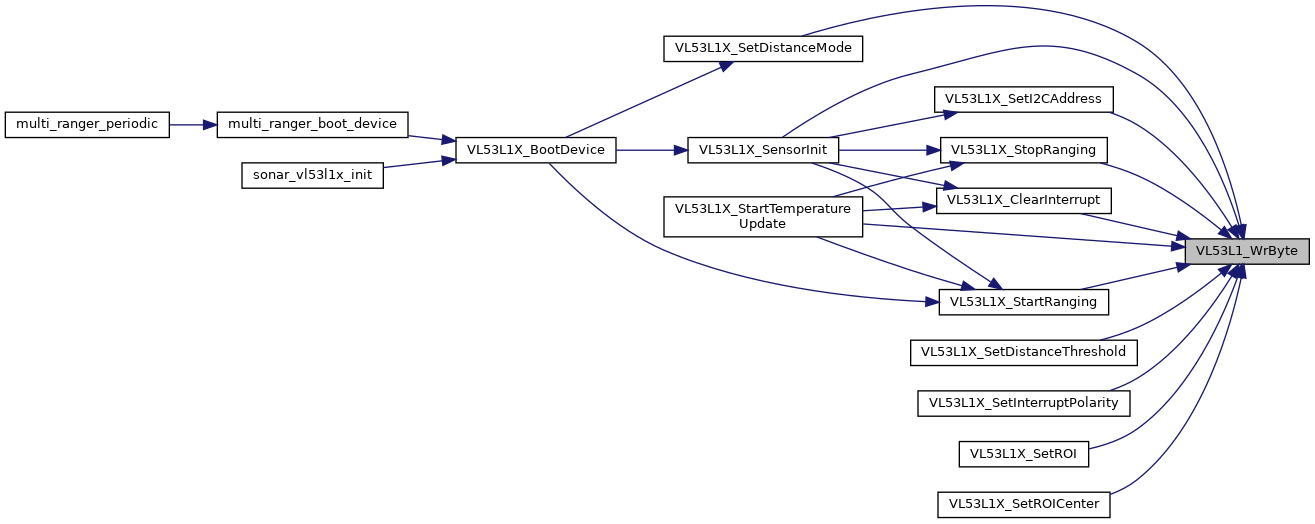 VL53L1X_SetDistanceMode
VL53L1X_SetI2CAddress
multi_ranger_periodic
multi_ranger_boot_device
VL53L1X_BootDevice
VL53L1X_SensorInit
VL53L1X_StopRanging
sonar_vl53l1x_init
VL53L1X_ClearInterrupt
VL53L1X_StartTemperature
Update
VL53L1_WrByte
VL53L1X_StartRanging
VL53L1X_SetDistanceThreshold
VL53L1X_SetInterruptPolarity
VL53L1X_SetROI
VL53L1X_SetROICenter